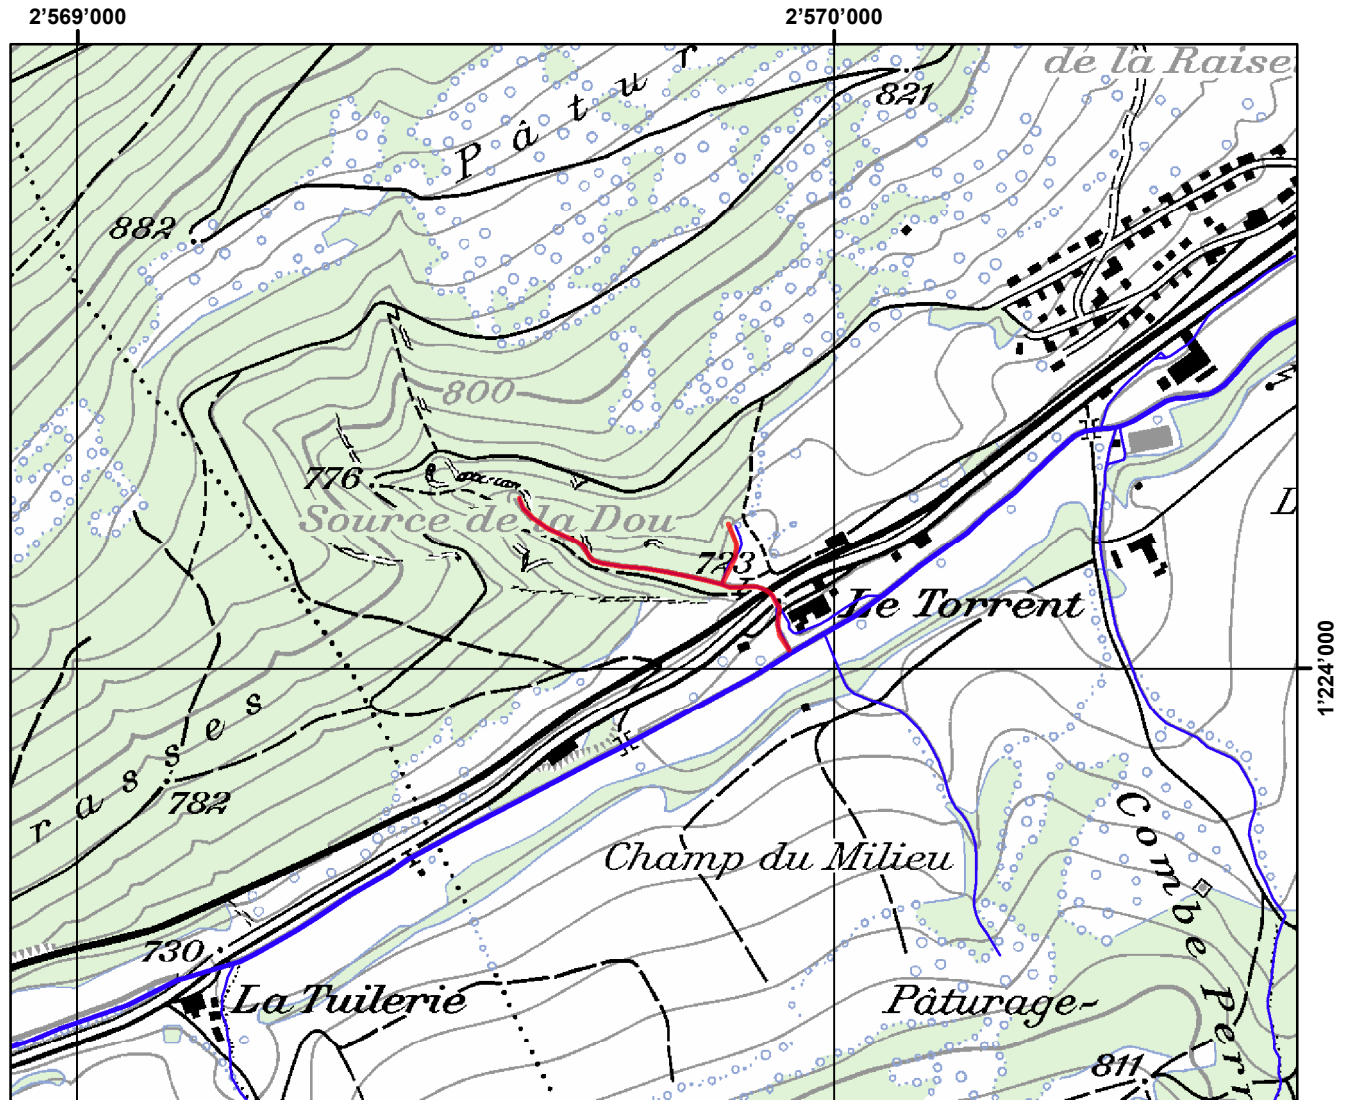 2'569'000
2'570'000
de la Raise
Pâtur
821
882
800
776
Source de la Dou
723
Le Torrent
L
1'224'000
rasses
782
Champ du Milieu
Combe Perr
730
La Tuilerie
Pâturage-
811